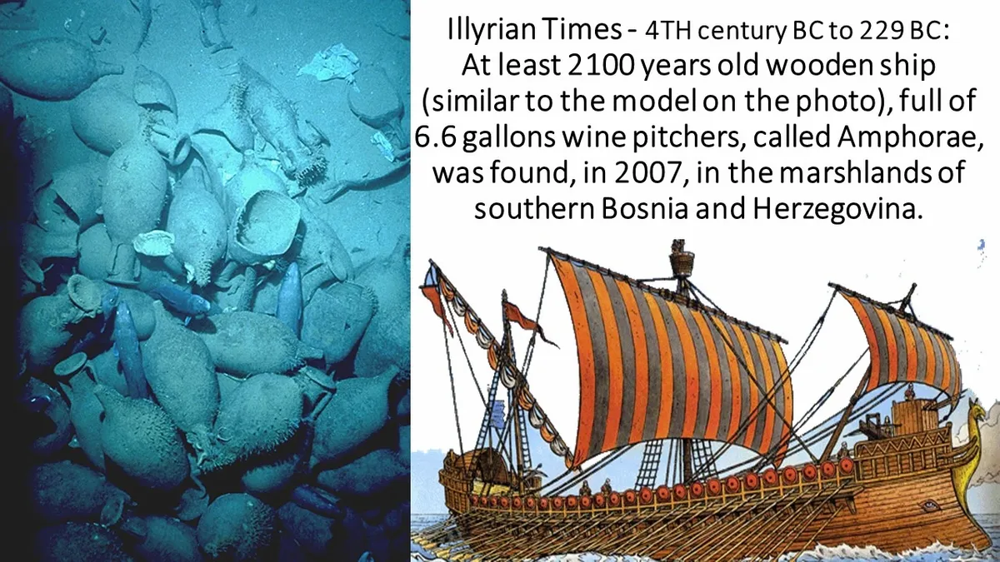 Illyrian Times - 4TH century BC to 229 BC:
At least 2100 years old wooden ship
(similar to the model on the photo), full of
6.6 gallons wine pitchers, called Amphorae,
was found, in 2007, in the marshlands of
southern Bosnia and Herzegovina.